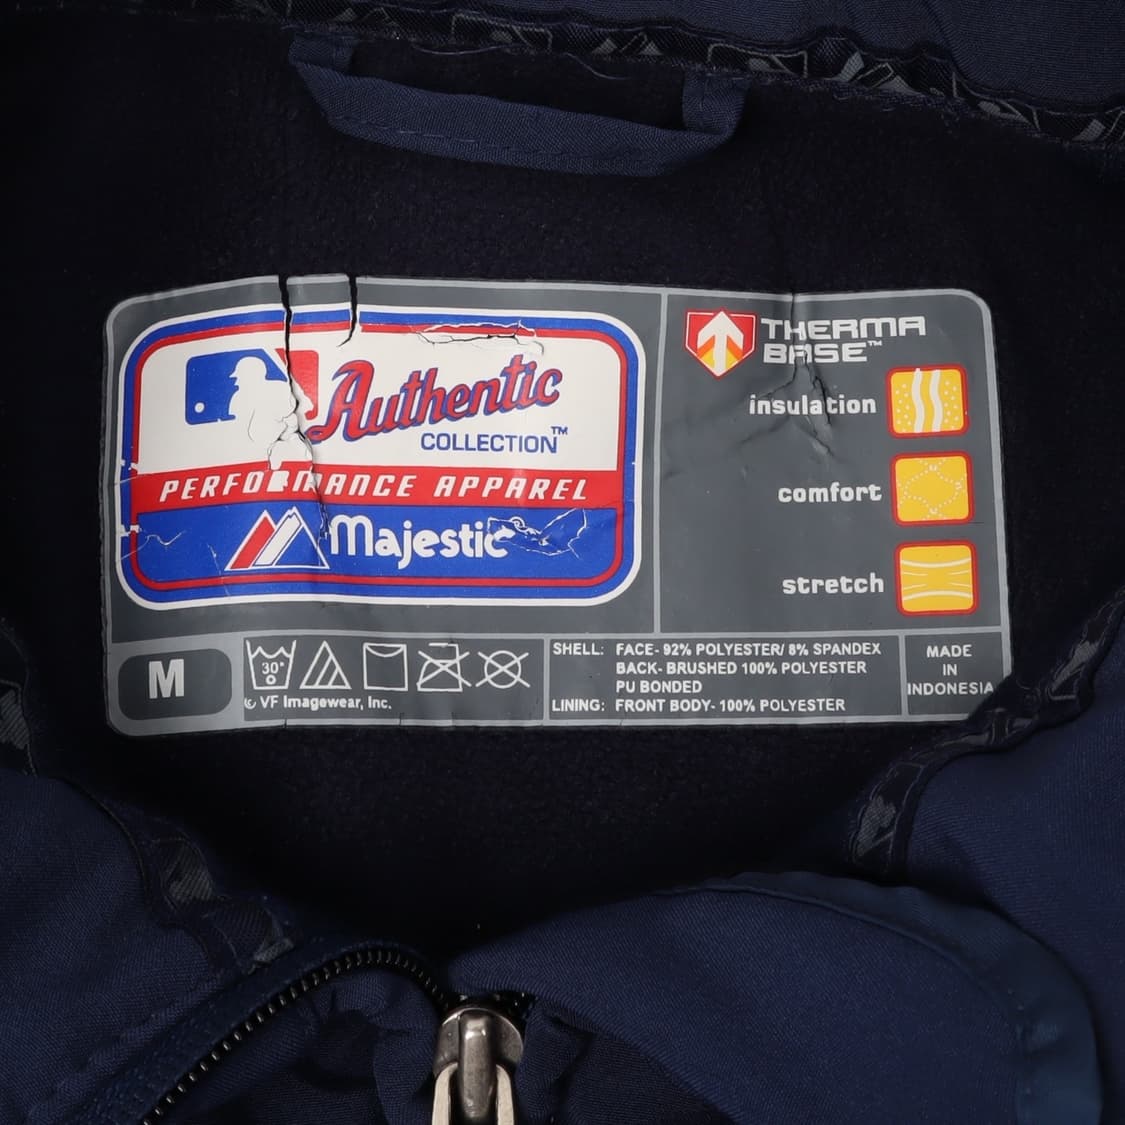 Authentic
COLLECTION™
PERFORMANCE APPAREL
Majestic
THERMA
BASE™
insulation
comfort
stretch
M
30°
© VF Imagewear, Inc.
SHELL: FACE- 92% POLYESTER/ 8% SPANDEX
BACK- BRUSHED 100% POLYESTER
PU BONDED
LINING: FRONT BODY- 100% POLYESTER
MADE
IN
INDONESIA